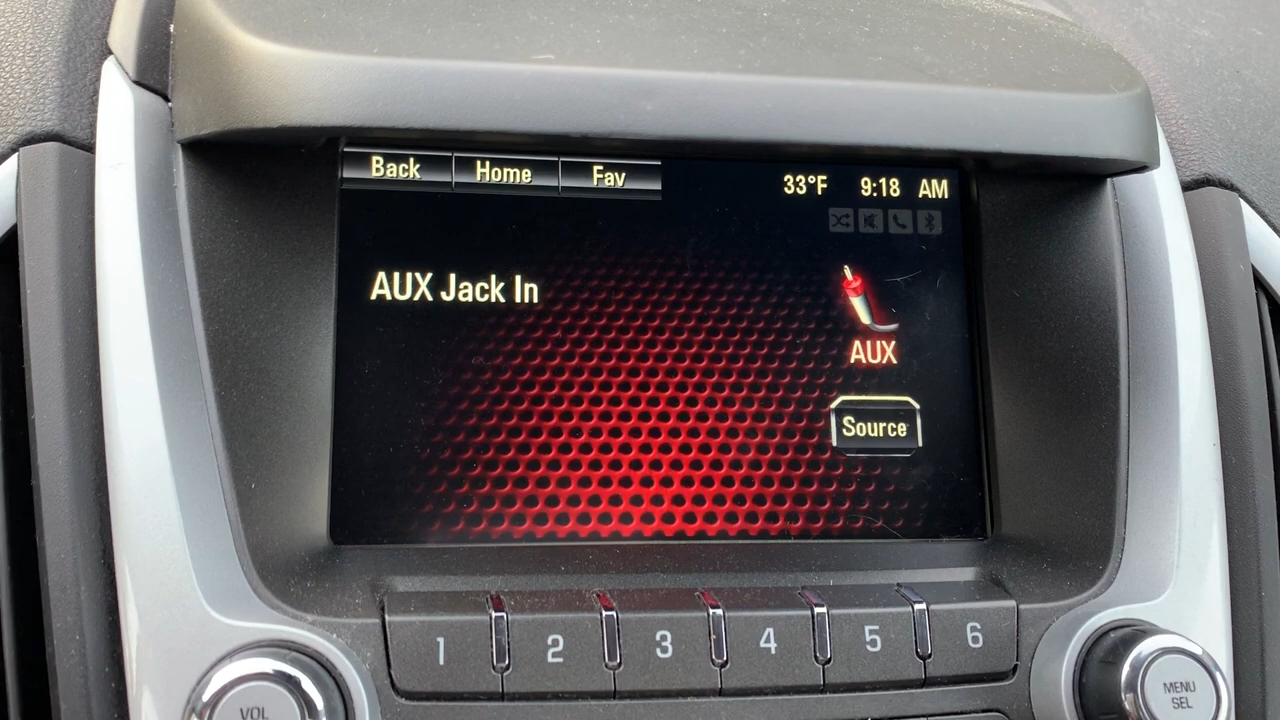 Back Home Fav
33°F 9:18 AM
AUX Jack In
AUX
Source
1 2 3 4 5 6
VOL
MENU
SEL